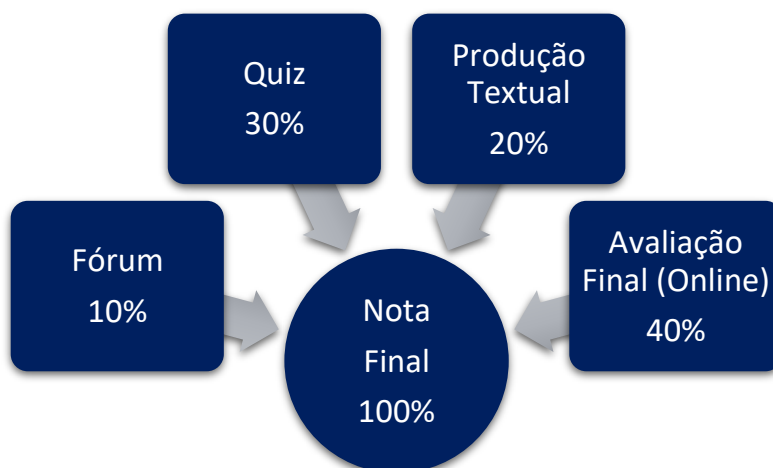 Quiz
30%
Produção
Textual
20%
Fórum
10%
Avaliação
Final (Online)
40%
Nota
Final
100%